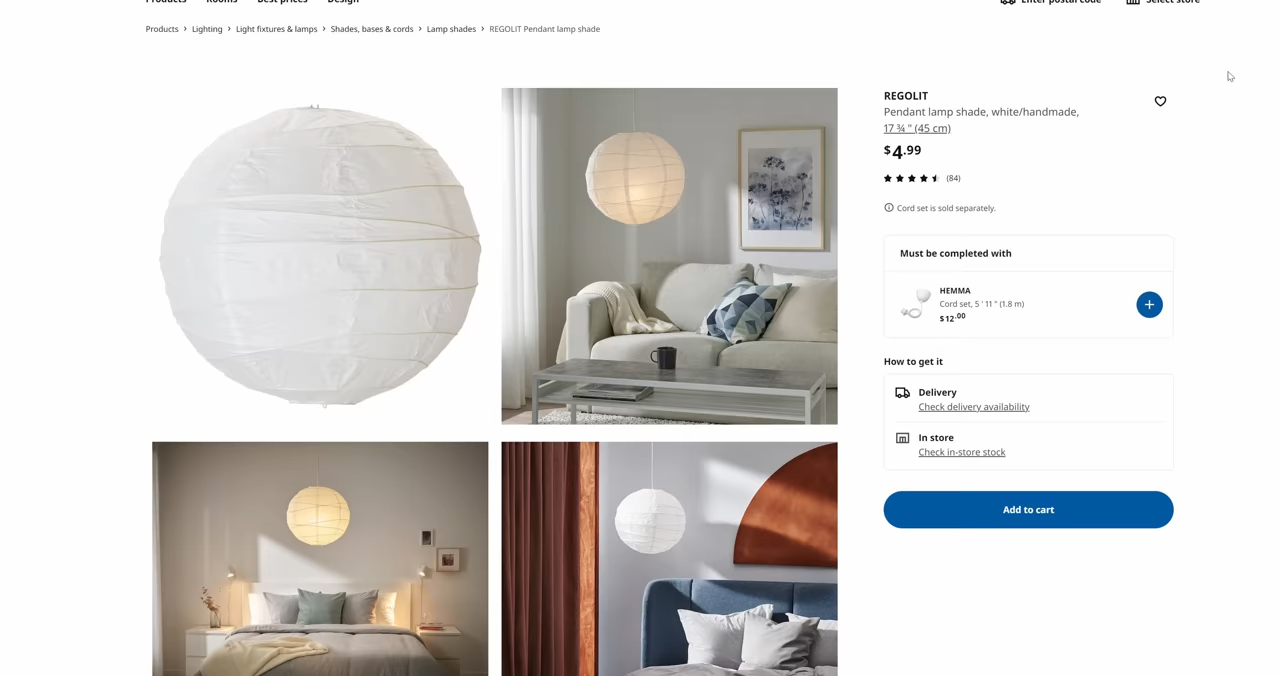 Products Rooms Best prices Design Enter postal code Select store
Products › Lighting › Light fixtures & lamps › Shades, bases & cords › Lamp shades › REGOLIT Pendant lamp shade
REGOLIT
Pendant lamp shade, white/handmade,
17 ¾ " (45 cm)
$4.99
(84)
Cord set is sold separately.
Must be completed with
HEMMA
Cord set, 5 ' 11 " (1.8 m)
$12.00
How to get it
Delivery
Check delivery availability
In store
Check in-store stock
Add to cart